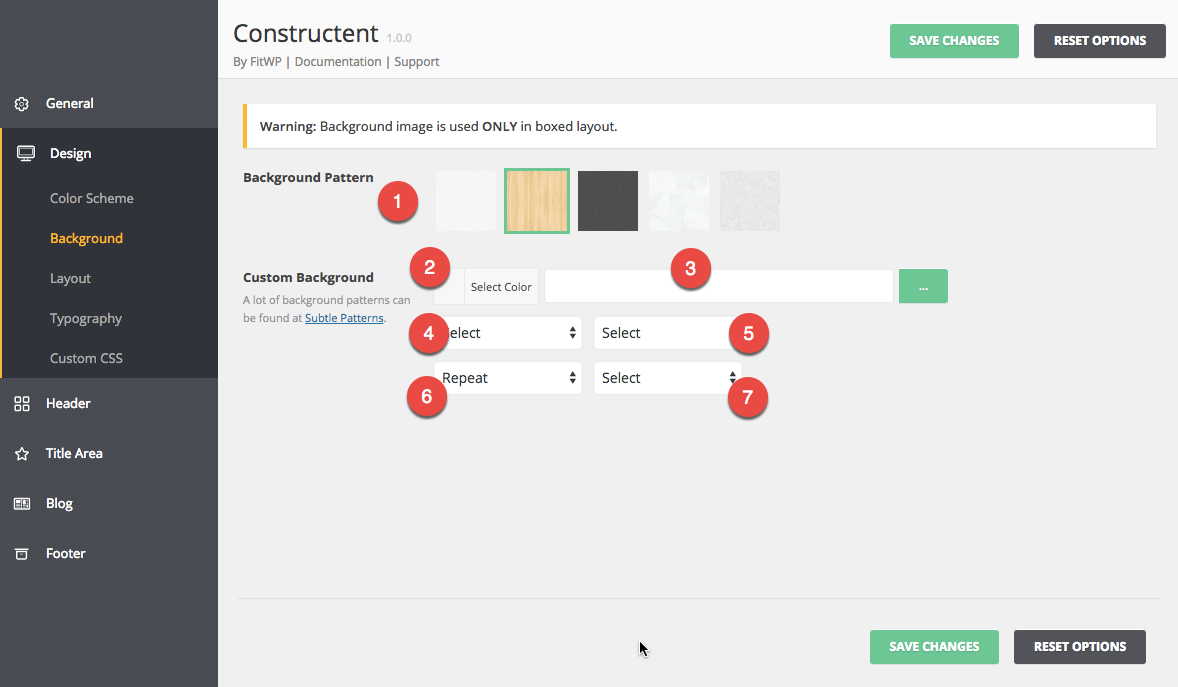 Constructent 1.0.0
By FitWP | Documentation | Support
SAVE CHANGES
RESET OPTIONS
General
Design
Color Scheme
Background
Layout
Typography
Custom CSS
Header
Title Area
Blog
Footer
Warning: Background image is used ONLY in boxed layout.
Background Pattern
1
Custom Background
A lot of background patterns can
be found at Subtle Patterns.
2
Select Color
3
...
4
elect
Select
5
6
Repeat
Select
7
SAVE CHANGES
RESET OPTIONS